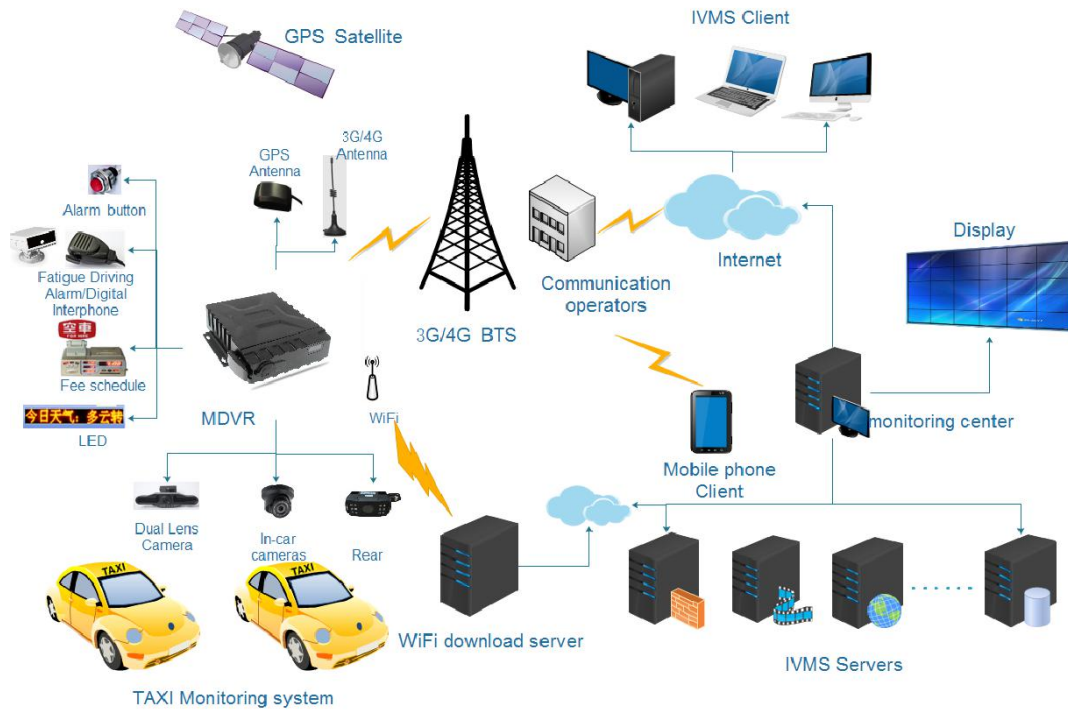 IVMS Client
GPS Satellite
3G/4G
Antenna
GPS
Antenna
Alarm button
Display
Internet
Fatigue Driving
Alarm/Digital
Interphone
Communication
operators
空車
FOR HIRE
3G/4G BTS
Fee schedule
今日天气：多云转
LED
MDVR
WiFi
monitoring center
Mobile phone
Client
Dual Lens
Camera
In-car
cameras
Rear
TAXI
TAXI
WiFi download server
IVMS Servers
TAXI Monitoring system